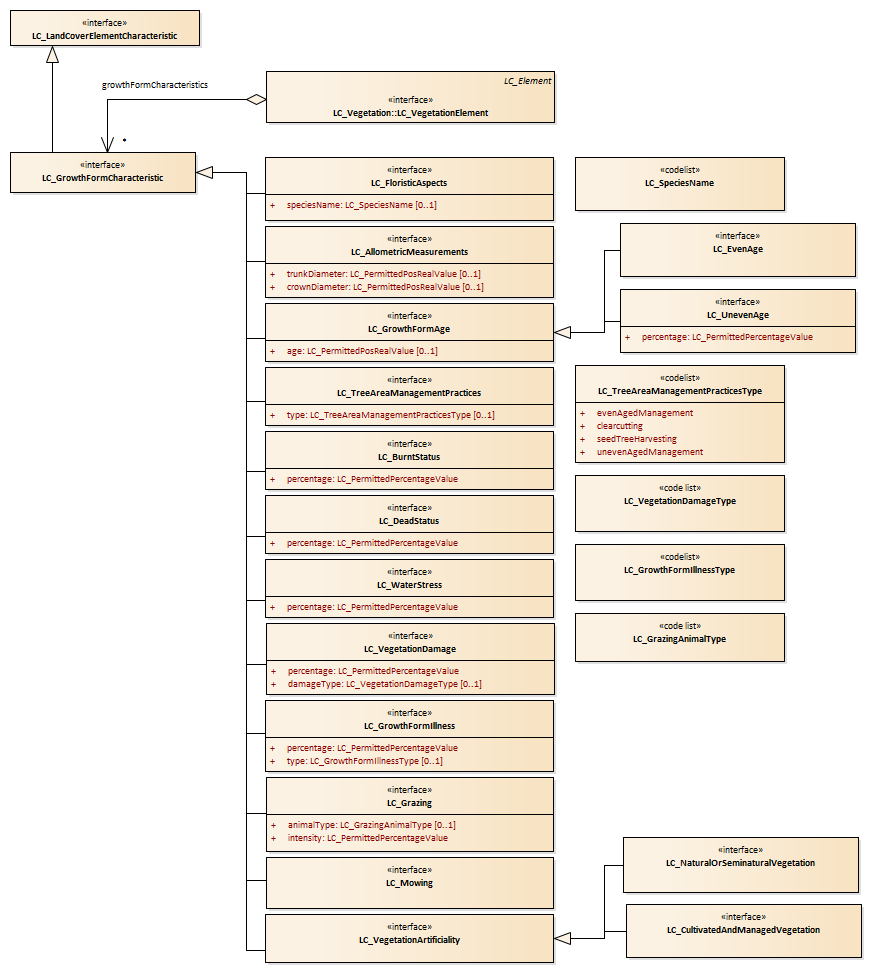 «interface»
LC_LandCoverElementCharacteristic
growthFormCharacteristics
LC_Element
«interface»
LC_Vegetation::LC_VegetationElement
*
«interface»
LC_GrowthFormCharacteristic
«interface»
LC_FloristicAspects
+ speciesName: LC_SpeciesName [0..1]
«codelist»
LC_SpeciesName
«interface»
LC_AllometricMeasurements
+ trunkDiameter: LC_PermittedPosRealValue [0..1]
+ crownDiameter: LC_PermittedPosRealValue [0..1]
«interface»
LC_EvenAge
«interface»
LC_GrowthFormAge
+ age: LC_PermittedPosRealValue [0..1]
«interface»
LC_UnevenAge
+ percentage: LC_PermittedPercentageValue
«interface»
LC_TreeAreaManagementPractices
+ type: LC_TreeAreaManagementPracticesType [0..1]
«codelist»
LC_TreeAreaManagementPracticesType
+ evenAgedManagement
+ clearcutting
+ seedTreeHarvesting
+ unevenAgedManagement
«interface»
LC_BurntStatus
+ percentage: LC_PermittedPercentageValue
«code list»
LC_VegetationDamageType
«interface»
LC_DeadStatus
+ percentage: LC_PermittedPercentageValue
«codelist»
LC_GrowthFormIllnessType
«interface»
LC_WaterStress
+ percentage: LC_PermittedPercentageValue
«code list»
LC_GrazingAnimalType
«interface»
LC_VegetationDamage
+ percentage: LC_PermittedPercentageValue
+ damageType: LC_VegetationDamageType [0..1]
«interface»
LC_GrowthFormIllness
+ percentage: LC_PermittedPercentageValue
+ type: LC_GrowthFormIllnessType [0..1]
«interface»
LC_Grazing
+ animalType: LC_GrazingAnimalType [0..1]
+ intensity: LC_PermittedPercentageValue
«interface»
LC_Mowing
«interface»
LC_NaturalOrSeminaturalVegetation
«interface»
LC_VegetationArtificiality
«interface»
LC_CultivatedAndManagedVegetation